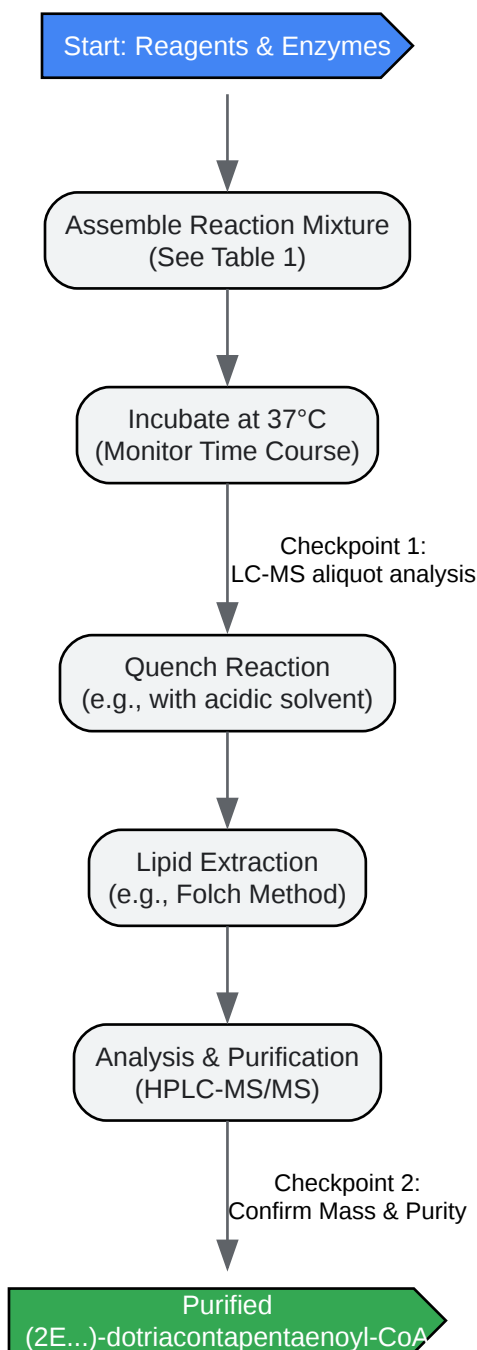 Start: Reagents & Enzymes
Assemble Reaction Mixture
(See Table 1)
Incubate at 37°C
(Monitor Time Course)
Checkpoint 1:
LC-MS aliquot analysis
Quench Reaction
(e.g., with acidic solvent)
Lipid Extraction
(e.g., Folch Method)
Analysis & Purification
(HPLC-MS/MS)
Checkpoint 2:
Confirm Mass & Purity
Purified
(2E...)-dotriacontapentaenoyl-CoA